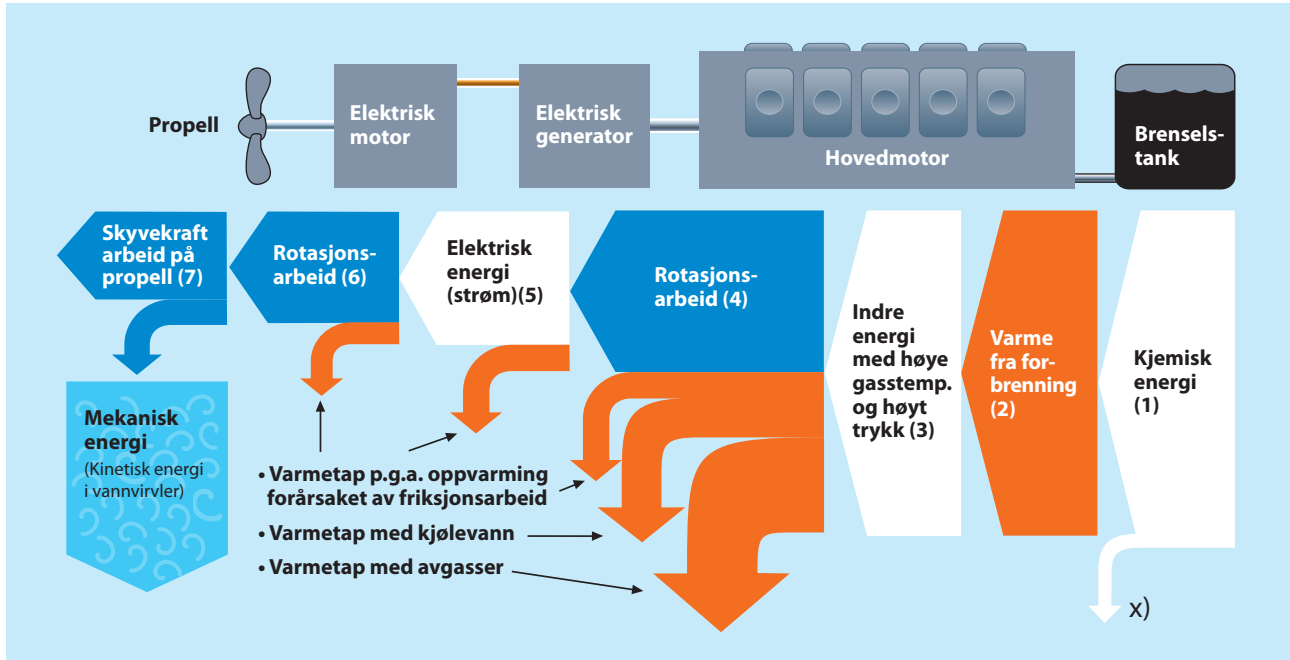 Propell
Elektrisk
motor
Elektrisk
generator
Hovedmotor
Brensels-
tank
Skyvekraft
arbeid på
propell (7)
Rotasjons-
arbeid (6)
Elektrisk
energi
(strøm)(5)
Rotasjons-
arbeid (4)
Indre
energi
med høye
gasstemp.
og høyt
trykk (3)
Varme
fra for-
brenning
(2)
Kjemisk
energi
(1)
Mekanisk
energi
(Kinetisk energi
i vannvirvler)
• Varmetap p.g.a. oppvarming
forårsaket av friksjonsarbeid
• Varmetap med kjølevann
• Varmetap med avgasser
x)